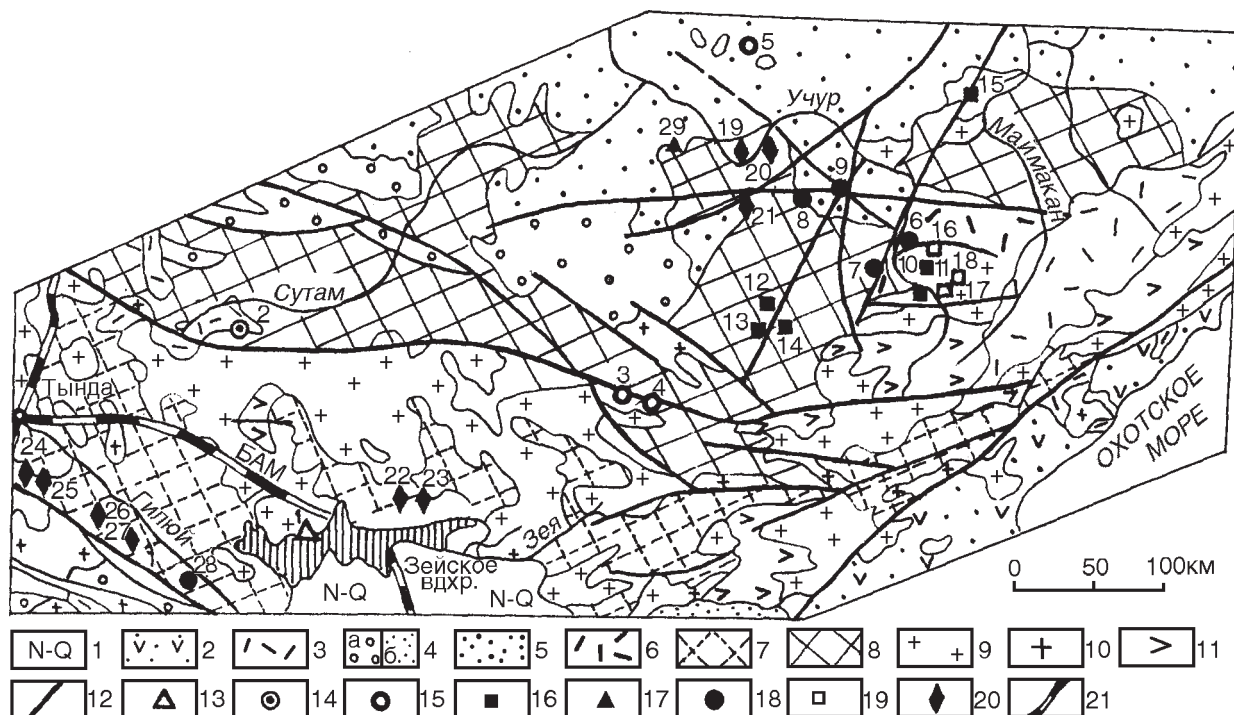 5
15
Учур
Маймакан
29
19
20
9
21
8
6
16
7
10
11
18
17
12
13
14
Сутам
2
3
4
Тында
БАМ
24
25
22
23
26
27
28
Зея
Зейское
вдхр.
N-Q
N-Q
ОХОТСКОЕ
МОРЕ
0 50 100км
N-Q 1 2 3 а б. 4 5 6 7 8 9 10 11
12 13 14 15 16 17 18 19 20 21